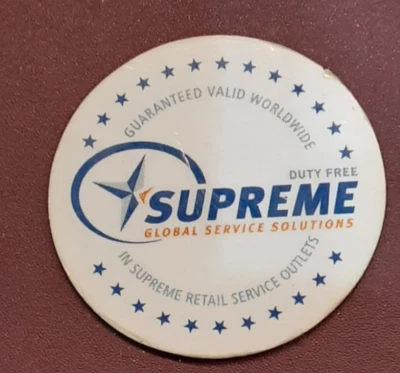 GUARANTEED VALID WORLDWIDE
DUTY FREE
SUPREME
GLOBAL SERVICE SOLUTIONS
IN SUPREME RETAIL SERVICE OUTLETS